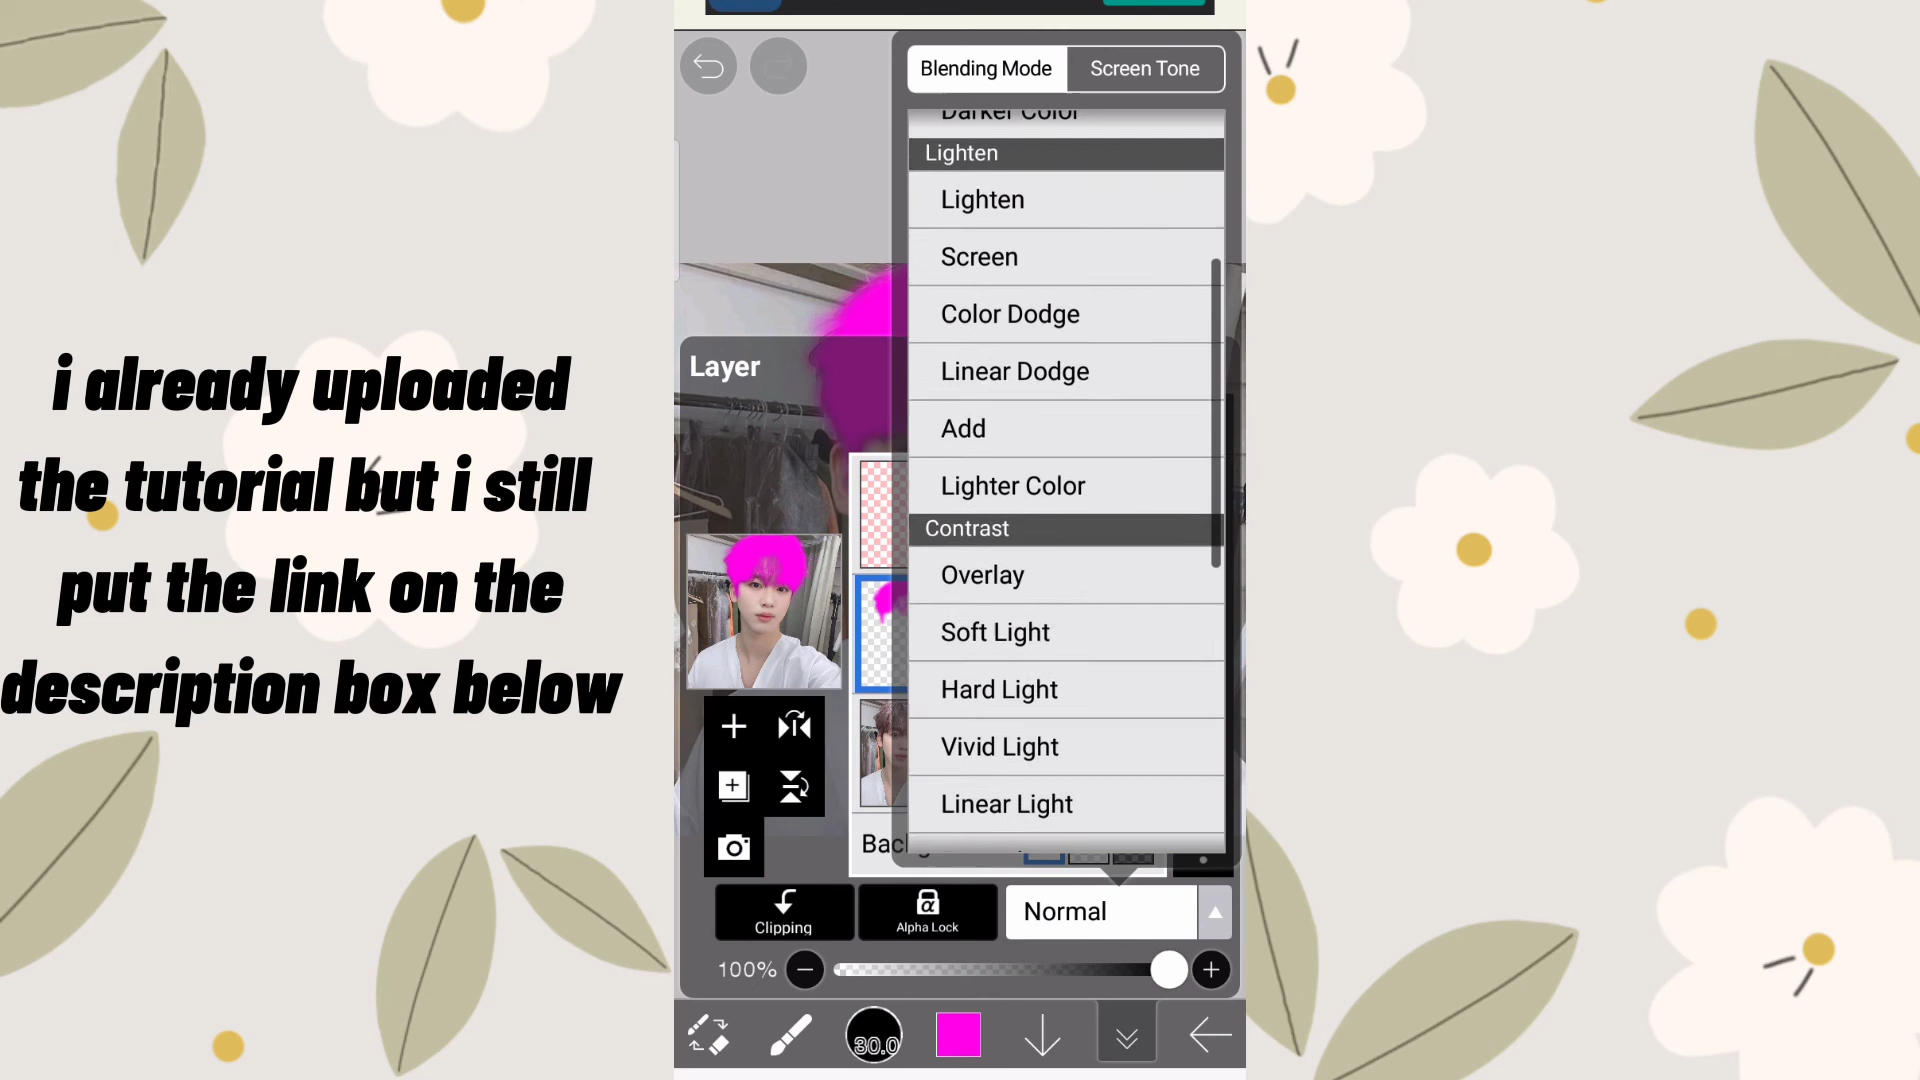 i already uploaded
the tutorial but i still
put the link on the
description box below
Blending Mode
Screen Tone
Darker Color
Lighten
Lighten
Screen
Color Dodge
Linear Dodge
Add
Lighter Color
Contrast
Overlay
Soft Light
Hard Light
Vivid Light
Linear Light
Layer
Clipping
α
Alpha Lock
Normal
100%
30.0